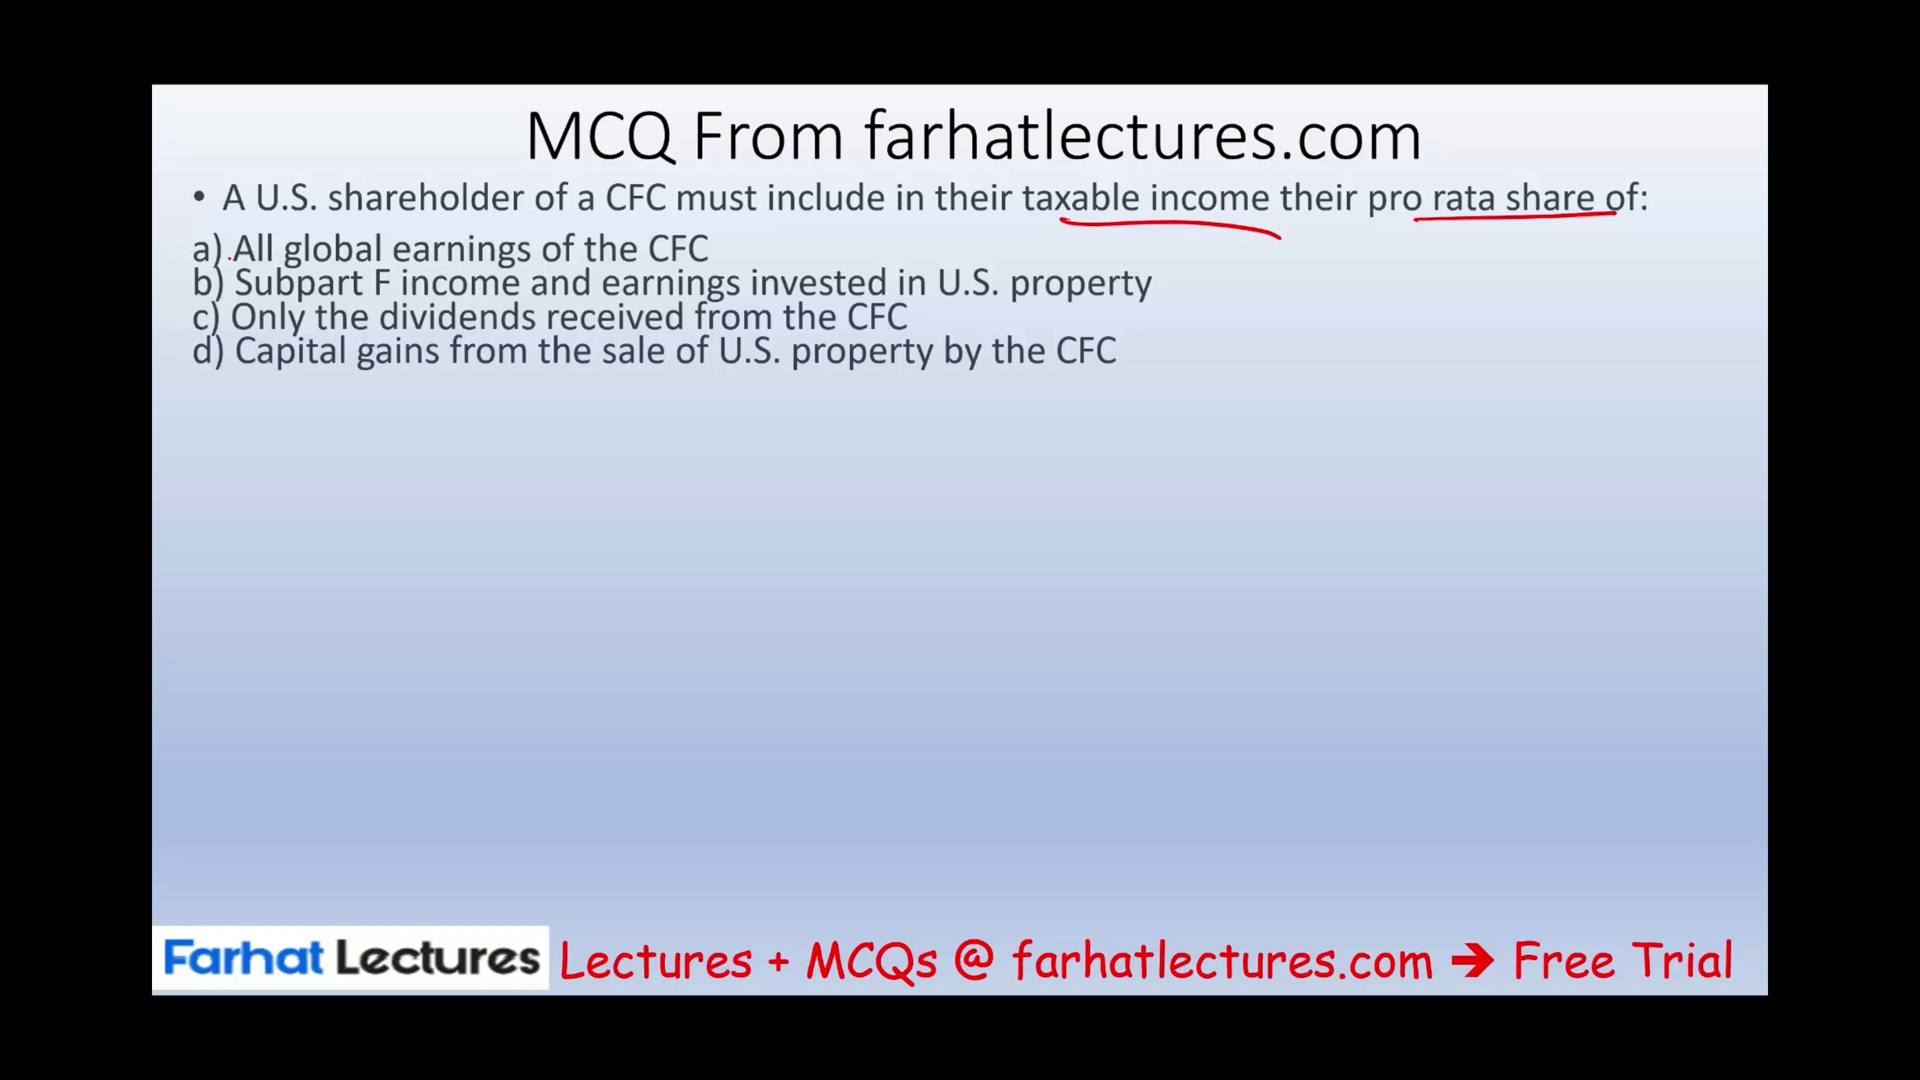 MCQ From farhatlectures.com
• A U.S. shareholder of a CFC must include in their taxable income their pro rata share of:
a) All global earnings of the CFC
b) Subpart F income and earnings invested in U.S. property
c) Only the dividends received from the CFC
d) Capital gains from the sale of U.S. property by the CFC
Farhat Lectures Lectures + MCQs @ farhatlectures.com ➔ Free Trial